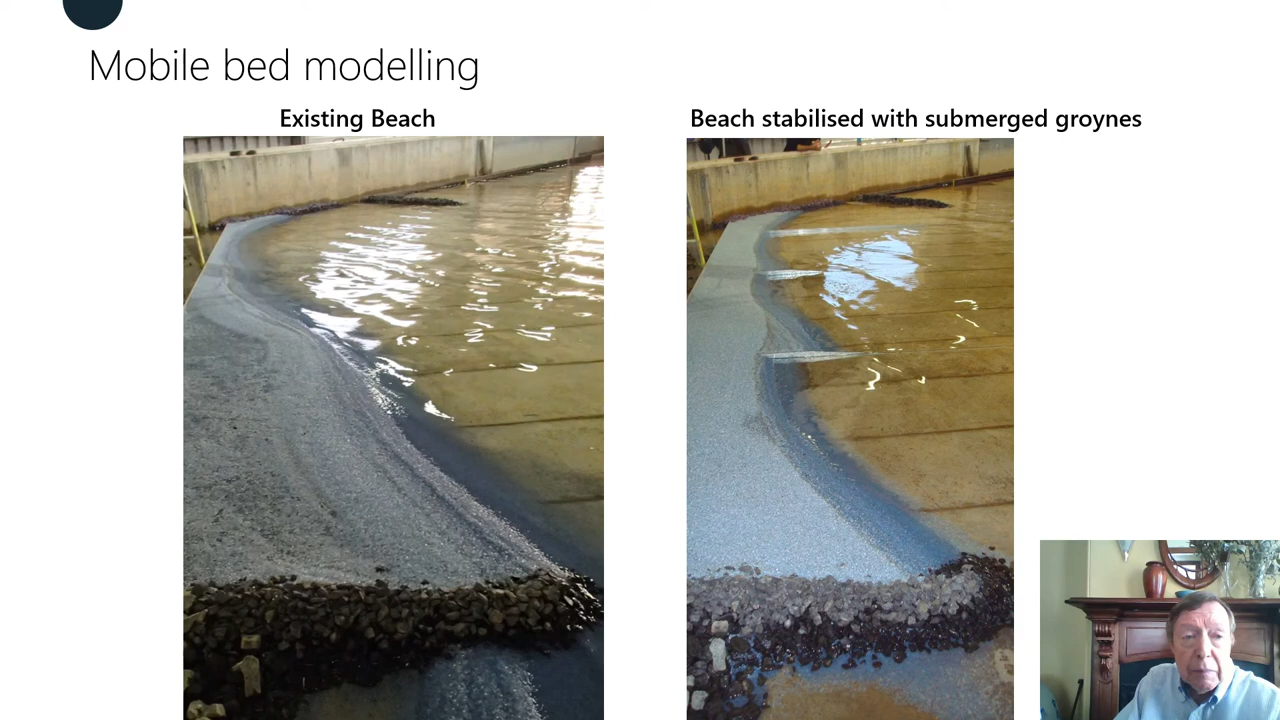 Mobile bed modelling
Existing Beach
Beach stabilised with submerged groynes